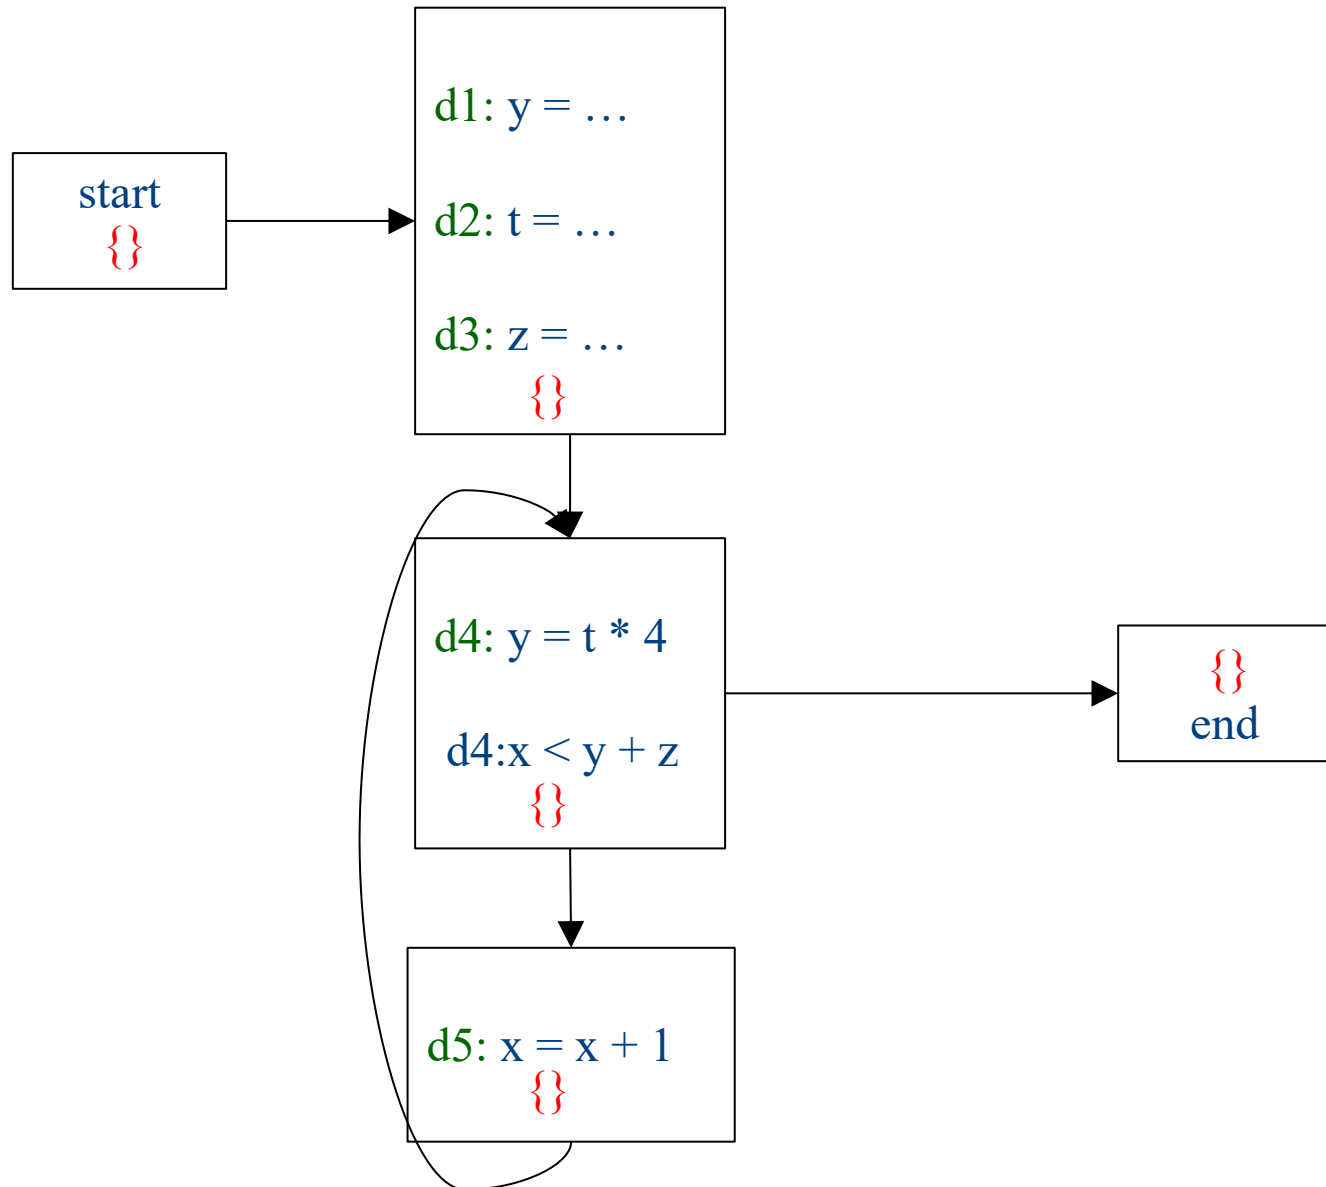 start
{}
d1: y = …
d2: t = …
d3: z = …
{}
d4: y = t * 4
d4:x < y + z
{}
{}
end
d5: x = x + 1
{}